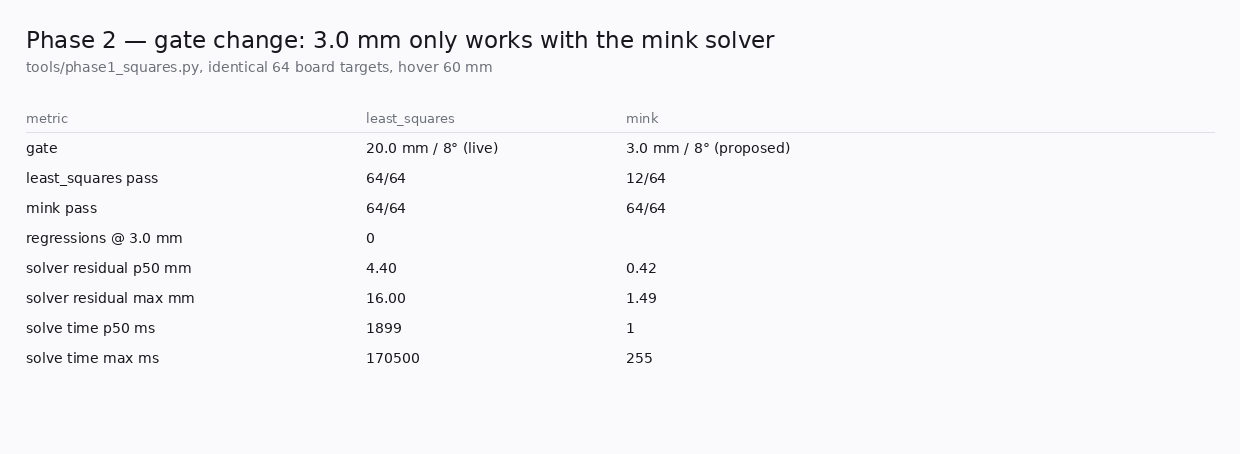 Phase 2 — gate change: 3.0 mm only works with the mink solver
tools/phase1_squares.py, identical 64 board targets, hover 60 mm
metric least_squares mink
gate 20.0 mm / 8° (live) 3.0 mm / 8° (proposed)
least_squares pass 64/64 12/64
mink pass 64/64 64/64
regressions @ 3.0 mm 0
solver residual p50 mm 4.40 0.42
solver residual max mm 16.00 1.49
solve time p50 ms 1899 1
solve time max ms 170500 255